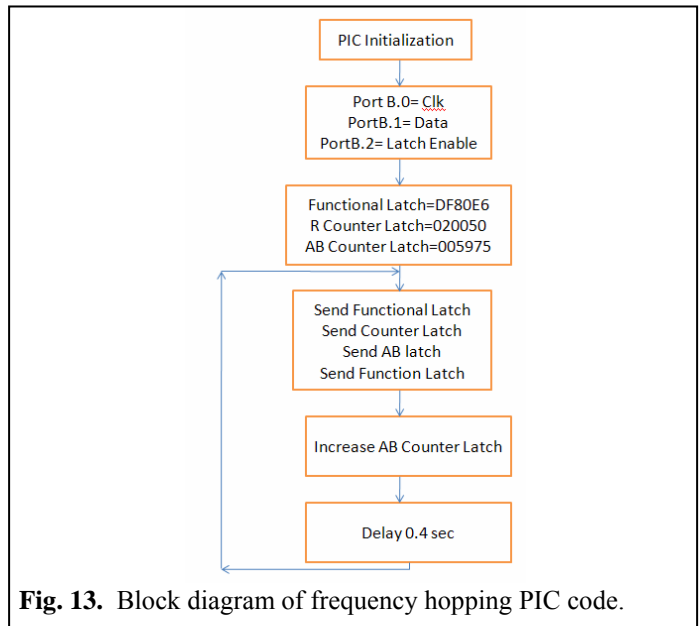 PIC Initialization
Port B.0= Clk
PortB.1= Data
PortB.2= Latch Enable
Functional Latch=DF80E6
R Counter Latch=020050
AB Counter Latch=005975
Send Functional Latch
Send Counter Latch
Send AB latch
Send Function Latch
Increase AB Counter Latch
Delay 0.4 sec
Fig. 13. Block diagram of frequency hopping PIC code.